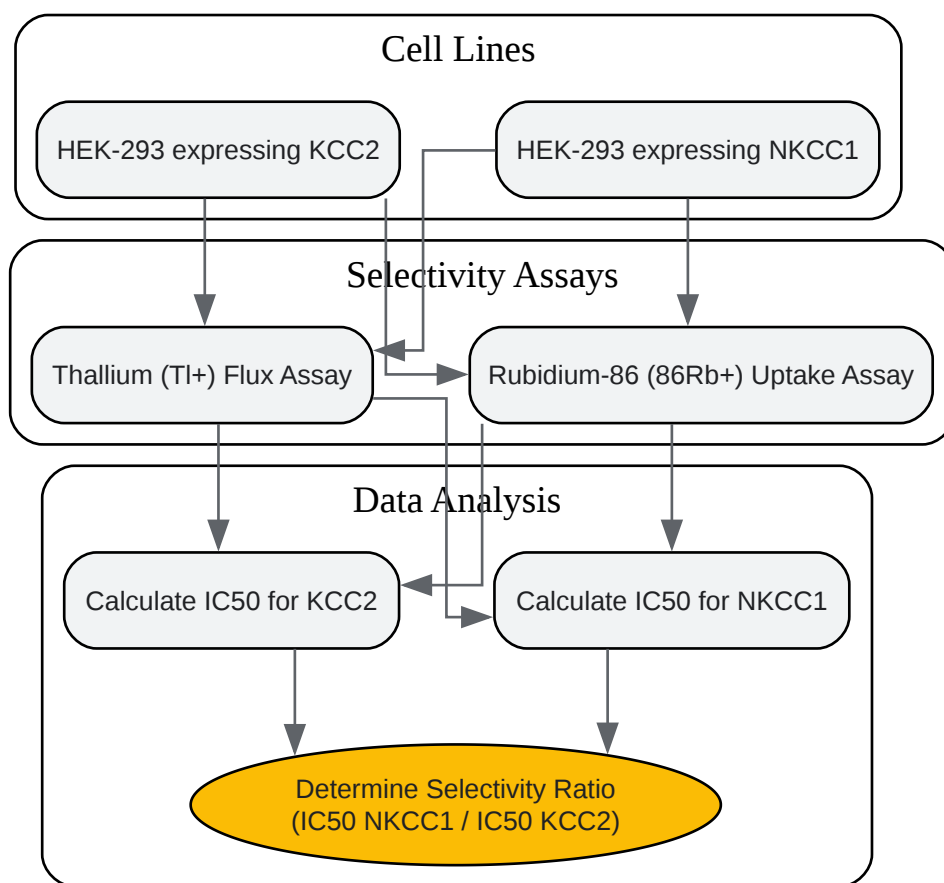 Cell Lines
HEK-293 expressing KCC2
HEK-293 expressing NKCC1
Selectivity Assays
Thallium (Tl+) Flux Assay
Rubidium-86 (86Rb+) Uptake Assay
Data Analysis
Calculate IC50 for KCC2
Calculate IC50 for NKCC1
Determine Selectivity Ratio
(IC50 NKCC1 / IC50 KCC2)